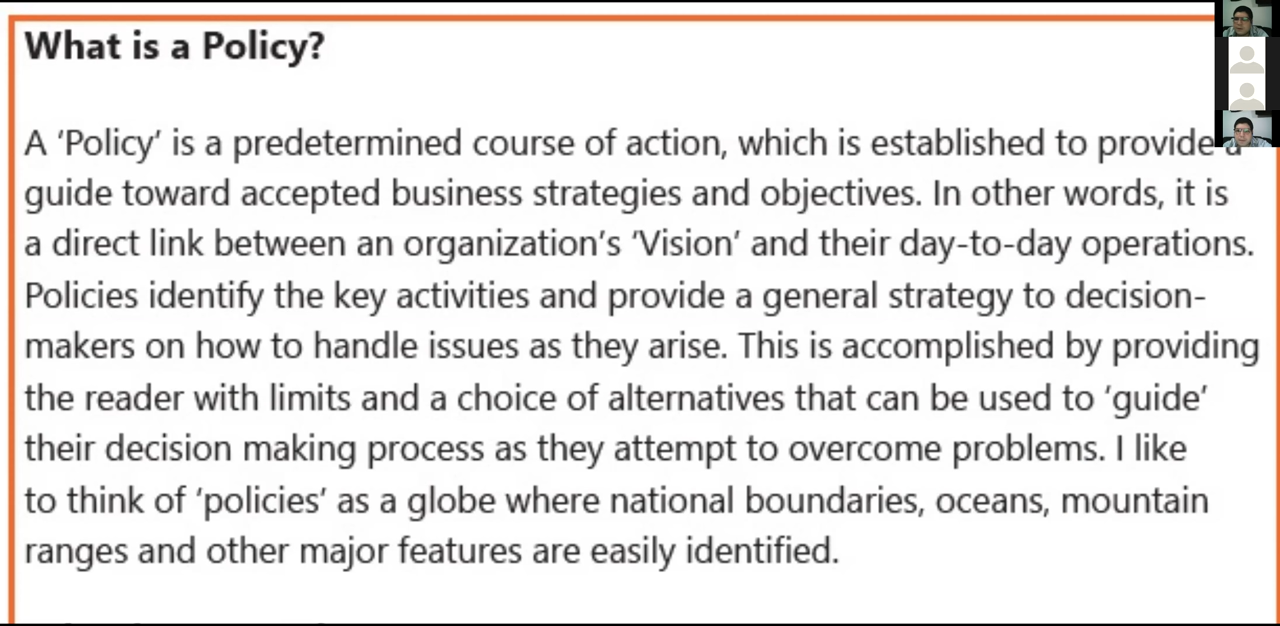 What is a Policy?
A ‘Policy’ is a predetermined course of action, which is established to provide a
guide toward accepted business strategies and objectives. In other words, it is
a direct link between an organization’s ‘Vision’ and their day-to-day operations.
Policies identify the key activities and provide a general strategy to decision-
makers on how to handle issues as they arise. This is accomplished by providing
the reader with limits and a choice of alternatives that can be used to ‘guide’
their decision making process as they attempt to overcome problems. I like
to think of ‘policies’ as a globe where national boundaries, oceans, mountain
ranges and other major features are easily identified.